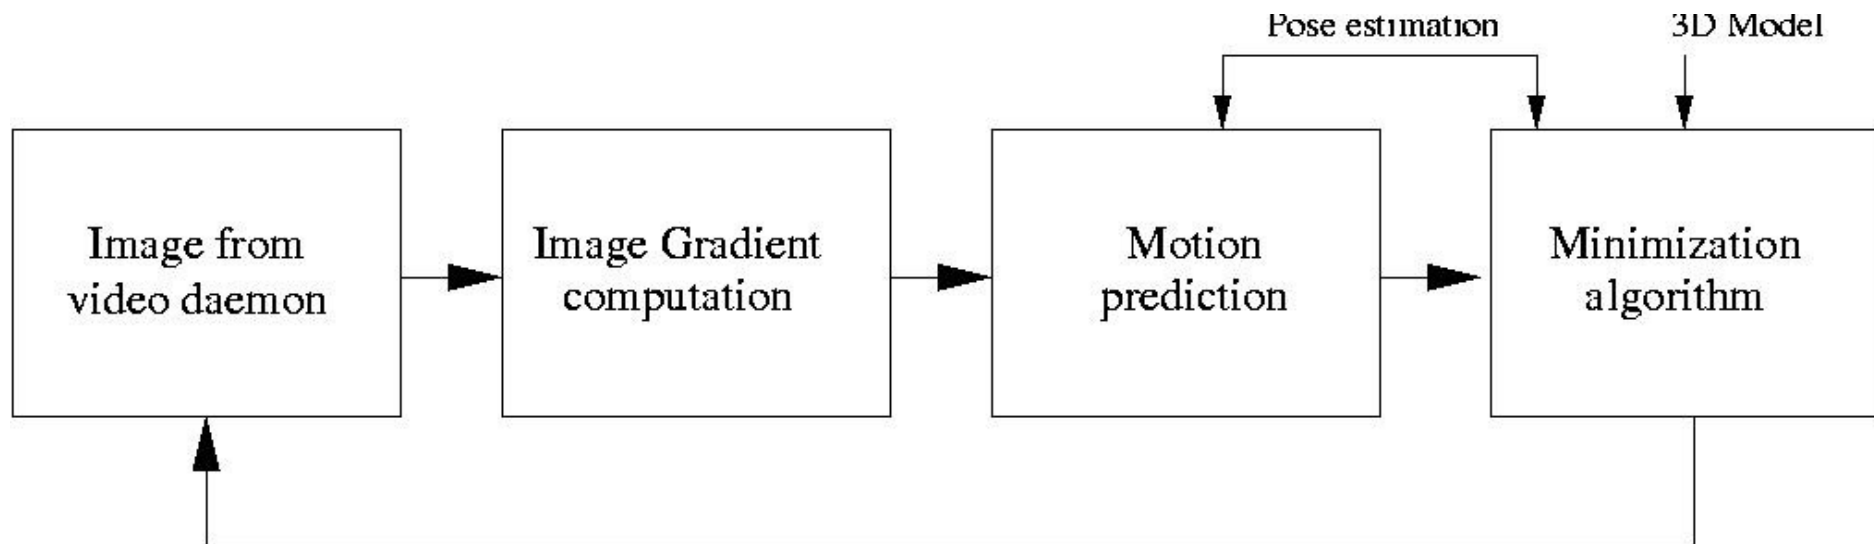 Pose estimation
3D Model
Image from
video daemon
Image Gradient
computation
Motion
prediction
Minimization
algorithm